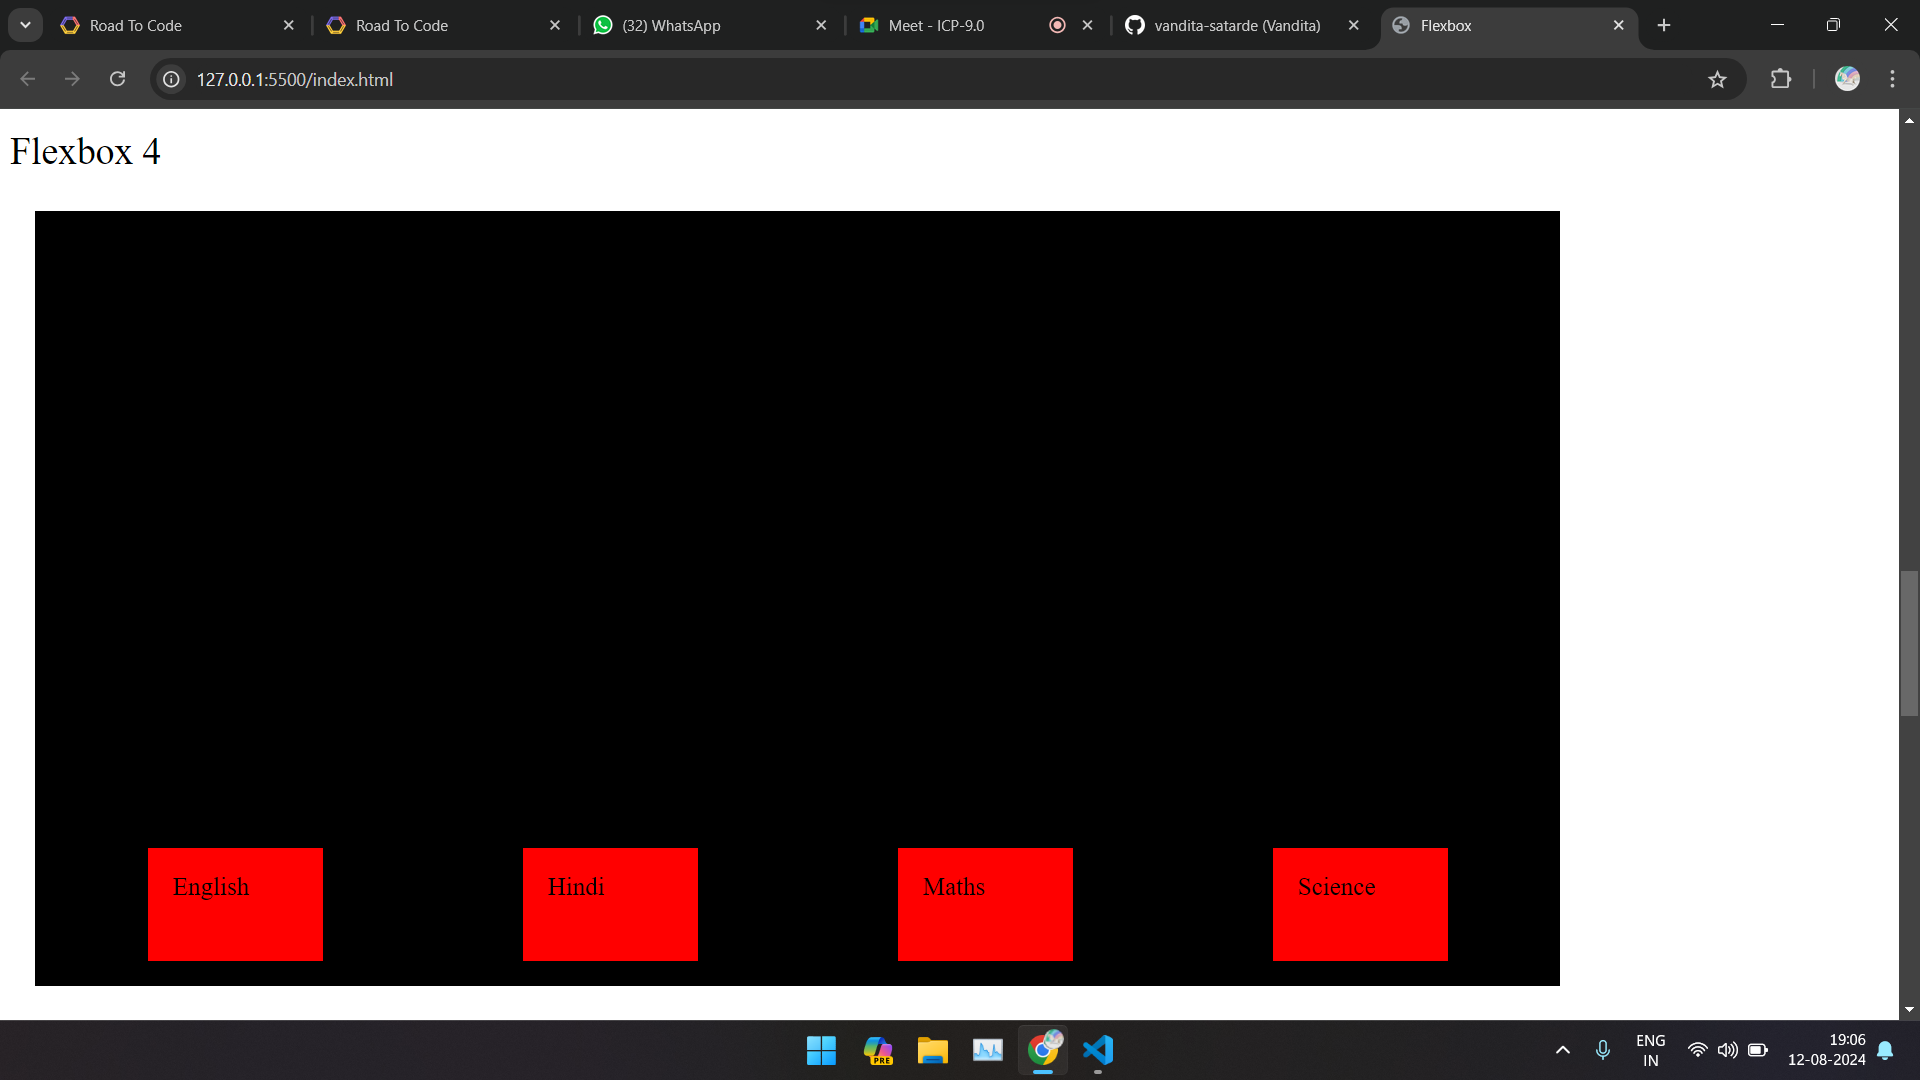 Road To Code
Road To Code
(32) WhatsApp
Meet - ICP-9.0
vandita-satarde (Vandita)
Flexbox
127.0.0.1:5500/index.html
Flexbox 4
English
Hindi
Maths
Science
PRE
ENG
IN
19:06
12-08-2024